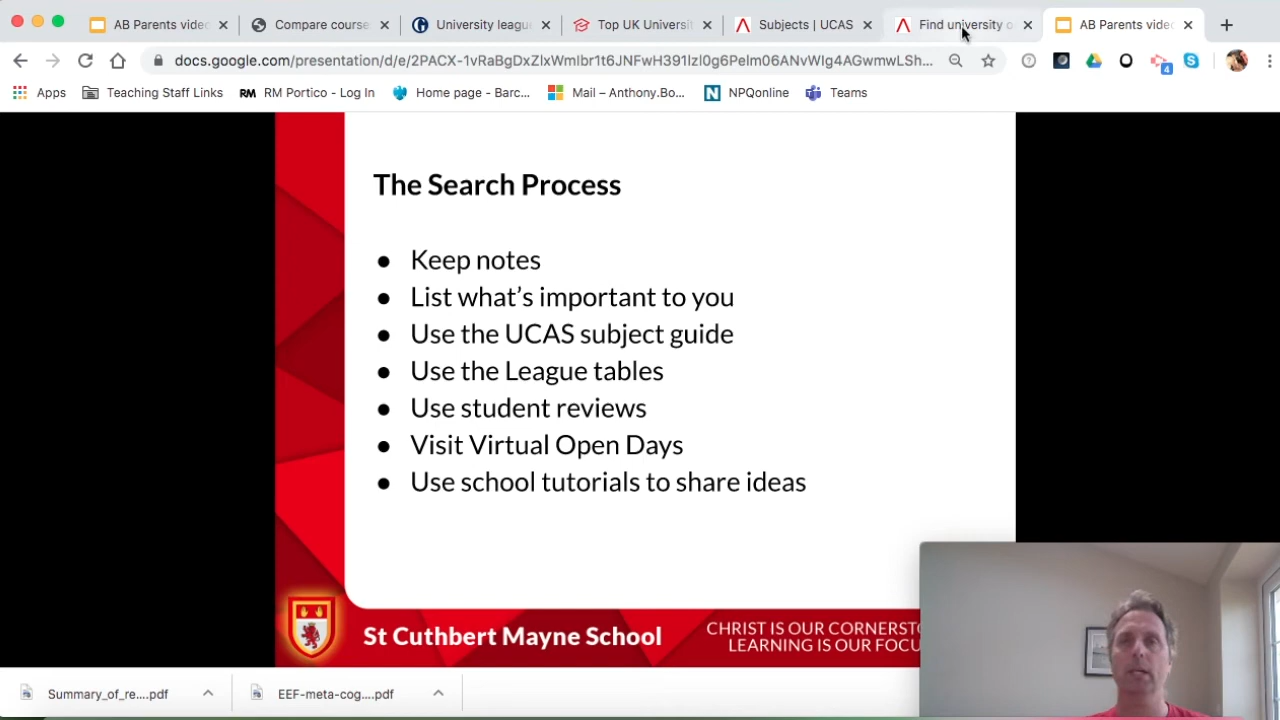 AB Parents vide
Compare course
University leagu
Top UK Universit
Subjects | UCAS
Find university o
AB Parents vide
docs.google.com/presentation/d/e/2PACX-1vRaBgDxZlxWmlbr1t6JNFwH391lzl0g6Pelm06ANvWIg4AGwmwLSh...
4
Apps
Teaching Staff Links
RM RM Portico - Log In
Home page - Barc...
Mail – Anthony.Bo...
N NPQonline
Teams
The Search Process
● Keep notes
● List what's important to you
● Use the UCAS subject guide
● Use the League tables
● Use student reviews
● Visit Virtual Open Days
● Use school tutorials to share ideas
St Cuthbert Mayne School
CHRIST IS OUR CORNERSTO
LEARNING IS OUR FOCU
Summary_of_re....pdf
EEF-meta-cog....pdf